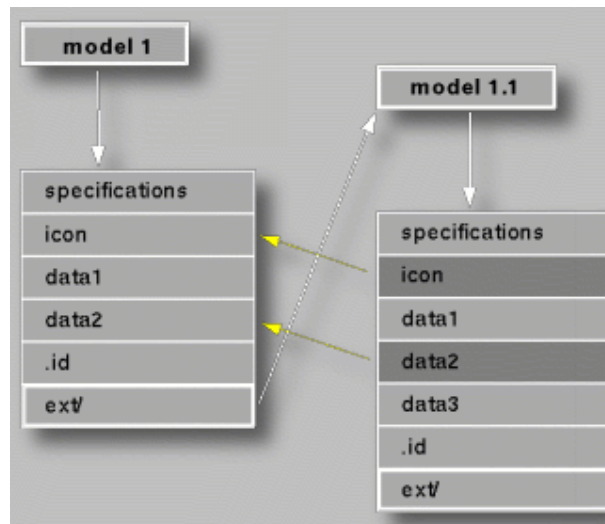 model 1
specifications
icon
data1
data2
.id
ext/
model 1.1
specifications
icon
data1
data2
data3
.id
ext/